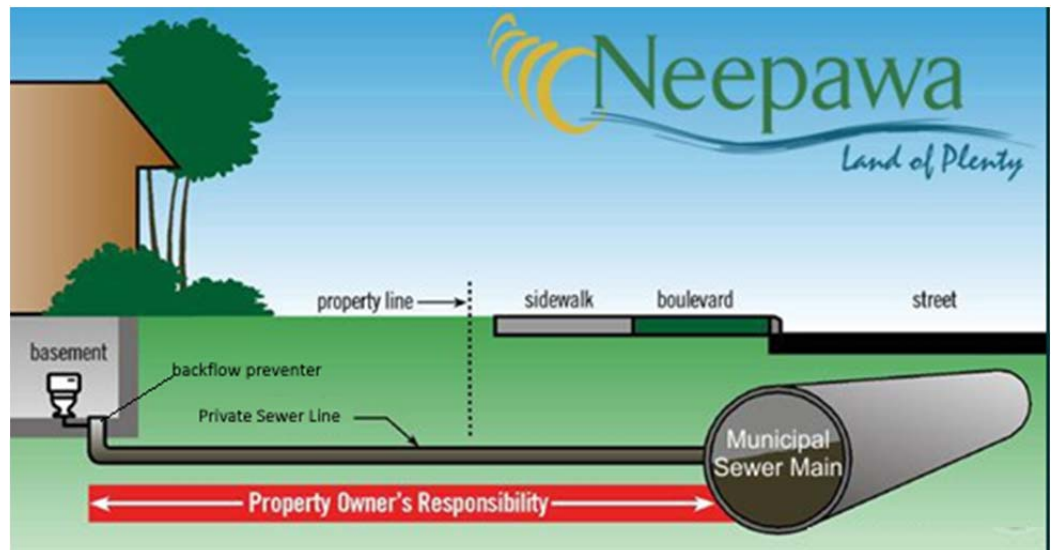 Neepawa
Land of Plenty
property line
sidewalk
boulevard
street
basement
backflow preventer
Private Sewer Line
Municipal
Sewer Main
Property Owner's Responsibility